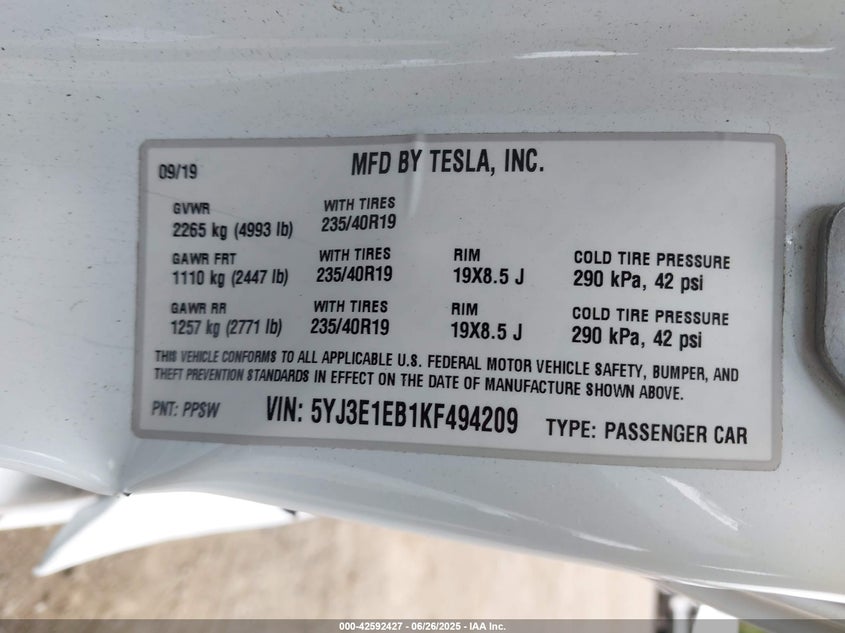 09/19
MFD BY TESLA, INC.
GVWR WITH TIRES
2265 kg (4993 lb) 235/40R19
GAWR FRT WITH TIRES RIM COLD TIRE PRESSURE
1110 kg (2447 lb) 235/40R19 19X8.5 J 290 kPa, 42 psi
GAWR RR WITH TIRES RIM COLD TIRE PRESSURE
1257 kg (2771 lb) 235/40R19 19X8.5 J 290 kPa, 42 psi
THIS VEHICLE CONFORMS TO ALL APPLICABLE U.S. FEDERAL MOTOR VEHICLE SAFETY, BUMPER, AND
THEFT PREVENTION STANDARDS IN EFFECT ON THE DATE OF MANUFACTURE SHOWN ABOVE.
PNT: PPSW VIN: 5YJ3E1EB1KF494209 TYPE: PASSENGER CAR
000-42592427 - 06/26/2025 - IAA Inc.